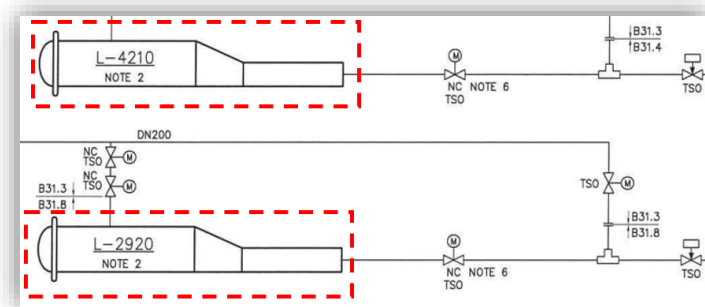 B31.3
B31.4
L-4210
NOTE 2
M
NC NOTE 6
TSO
TSO
DN200
NC
TSO
M
NC
TSO
M
TSO
M
B31.3
B31.8
B31.3
B31.8
L-2920
NOTE 2
M
NC NOTE 6
TSO
TSO